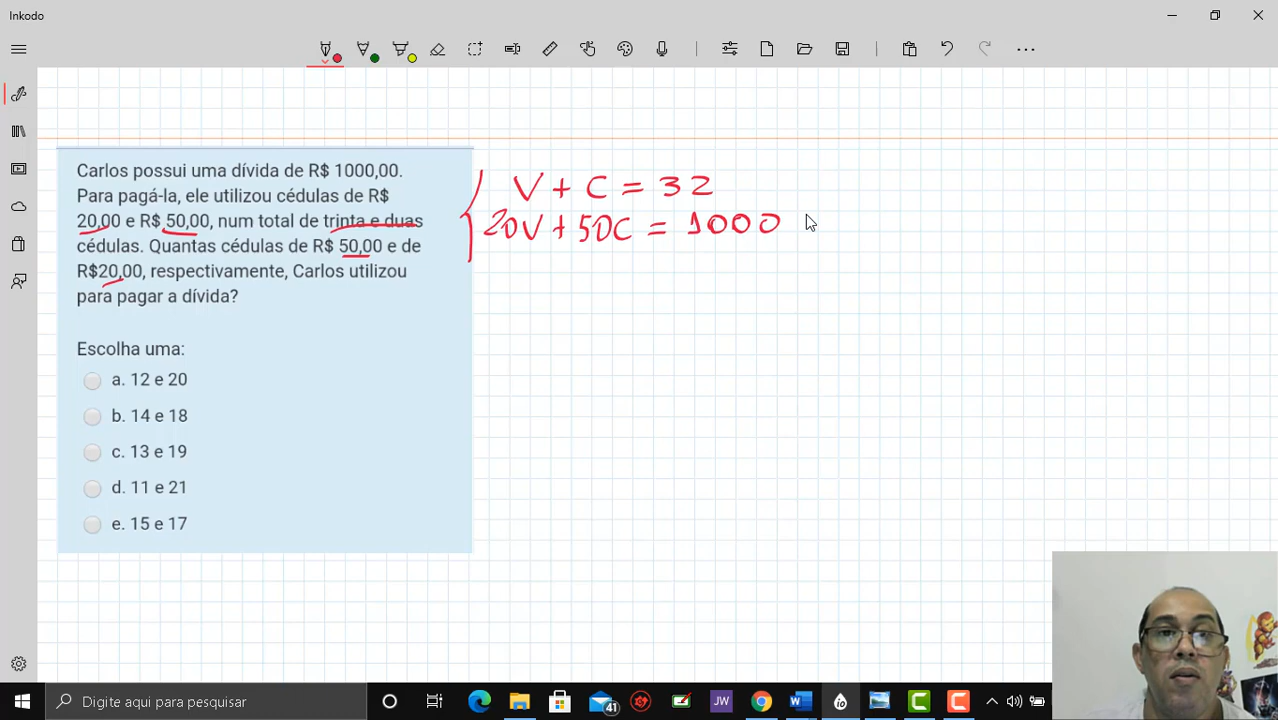 Inkodo
Carlos possui uma dívida de R$ 1000,00.
Para pagá-la, ele utilizou cédulas de R$
20,00 e R$ 50,00, num total de trinta e duas
cédulas. Quantas cédulas de R$ 50,00 e de
R$20,00, respectivamente, Carlos utilizou
para pagar a dívida?
Escolha uma:
a. 12 e 20
b. 14 e 18
c. 13 e 19
d. 11 e 21
e. 15 e 17
V + C = 32
20V + 50C = 1000
Digite aqui para pesquisar
41
JW